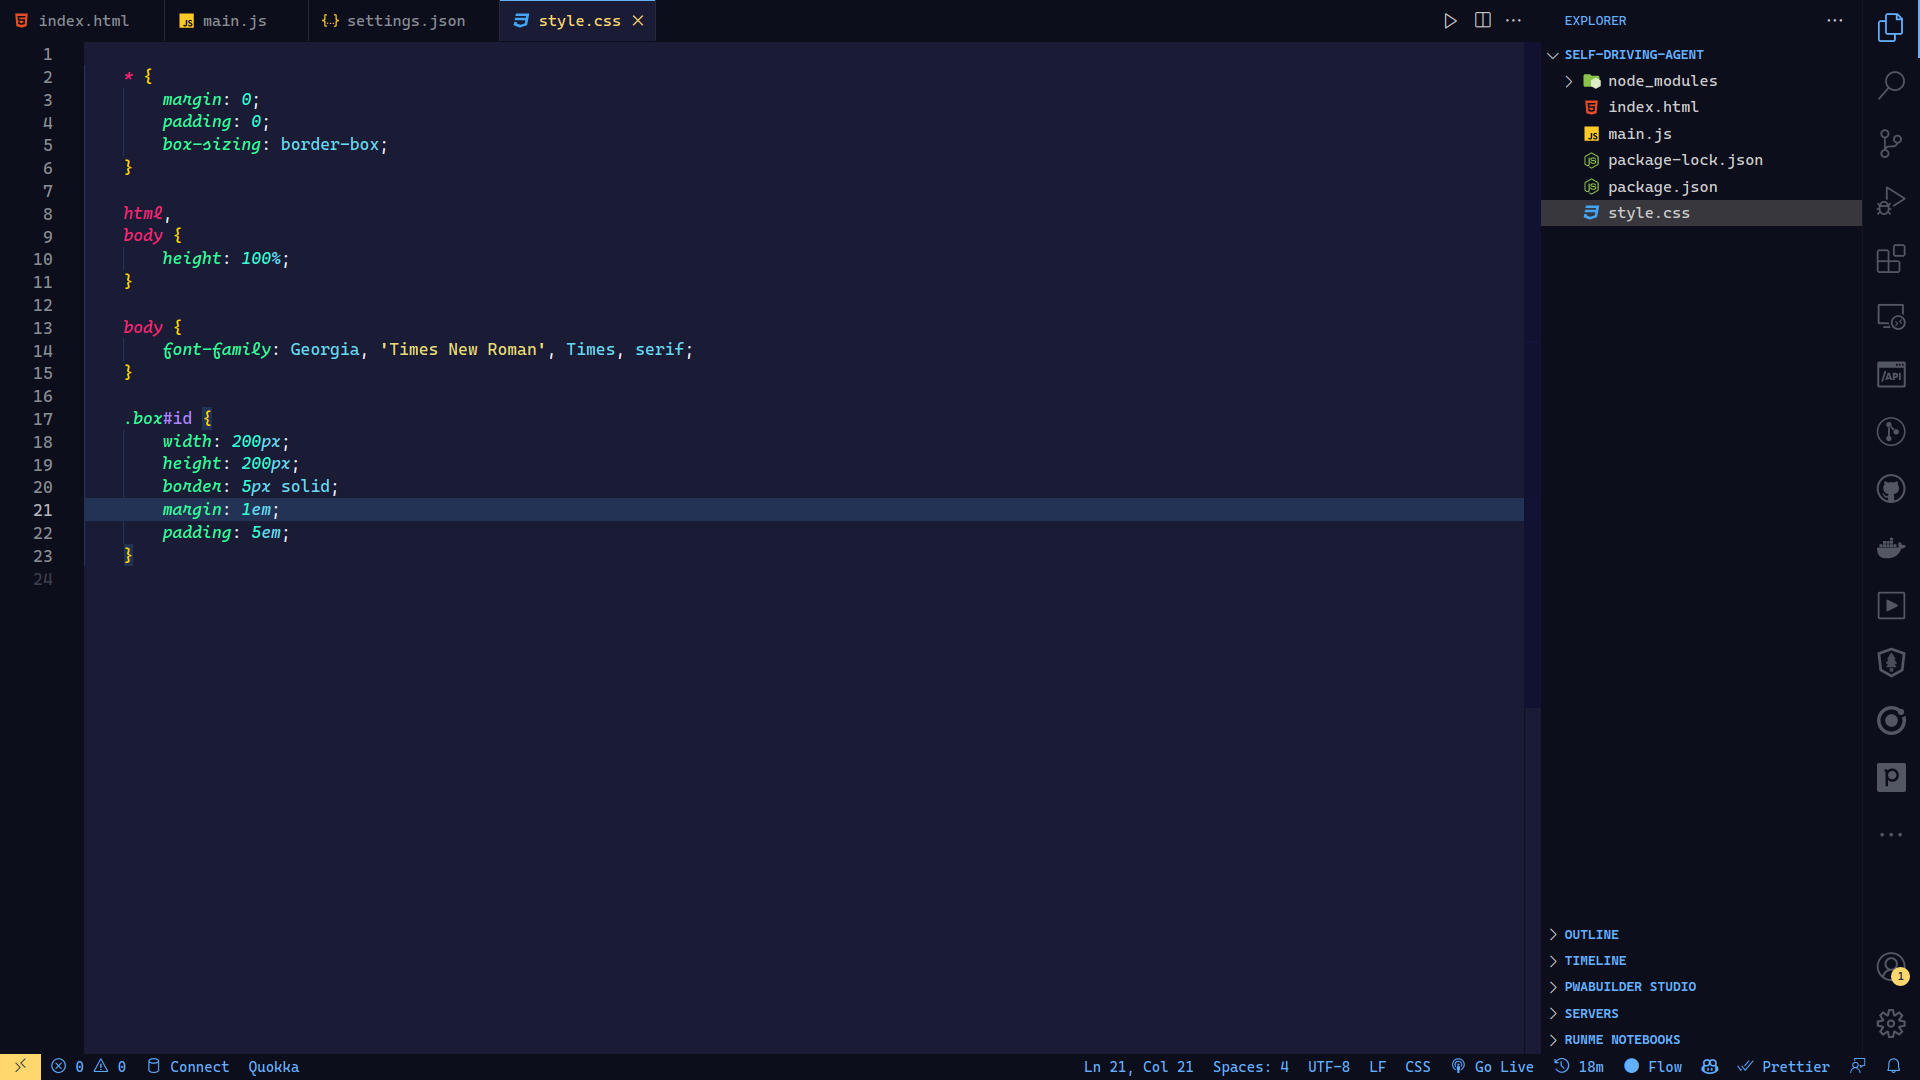 index.html
main.js
settings.json
style.css
EXPLORER
1
2 * {
3 margin: 0;
4 padding: 0;
5 box-sizing: border-box;
6 }
7
8 html,
9 body {
10 height: 100%;
11 }
12
13 body {
14 font-family: Georgia, 'Times New Roman', Times, serif;
15 }
16
17 .box#id {
18 width: 200px;
19 height: 200px;
20 border: 5px solid;
21 margin: 1em;
22 padding: 5em;
23 }
24
SELF-DRIVING-AGENT
node_modules
index.html
main.js
package-lock.json
package.json
style.css
OUTLINE
TIMELINE
PWABUILDER STUDIO
SERVERS
RUNME NOTEBOOKS
/API
1
0 0 Connect Quokka
Ln 21, Col 21 Spaces: 4 UTF-8 LF CSS Go Live 18m Flow Prettier